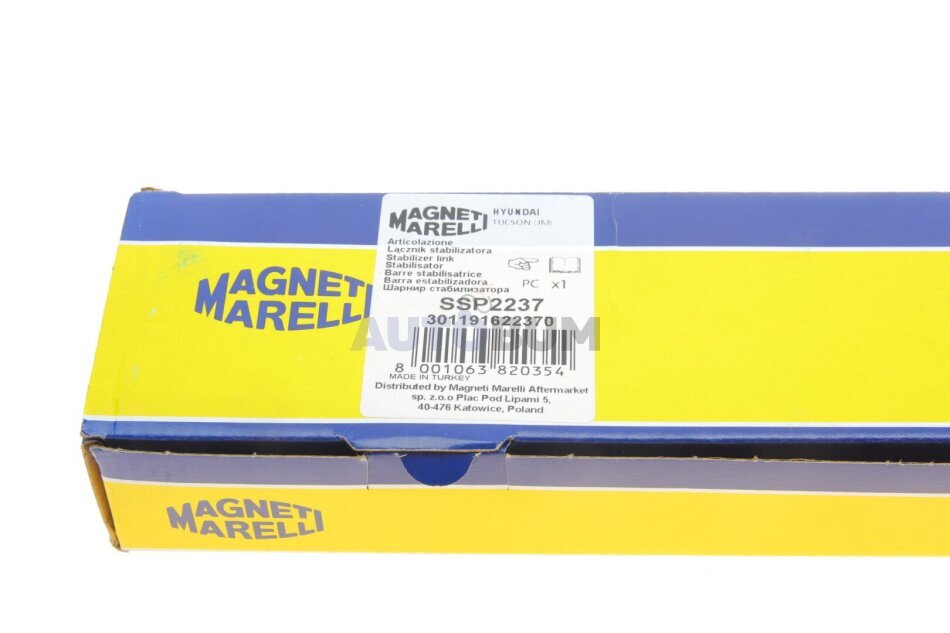 MAGNETI
MARELLI
HYUNDAI
TUCSON (JM)
Articolazione
Łącznik stabilizatora
Stabilizer link
Stabilisator
Barre stabilisatrice
Barra estabilizadora
Шарнир стабилизатора
PC x1
SSP2237
301191622370
8 001063 820354
MADE IN TURKEY
Distributed by Magneti Marelli Aftermarket
sp. z.o.o Plac Pod Lipami 5,
40-476 Katowice, Poland
MAGNETI
MARELLI
AUTOBUM
MAGNETI
MARELLI